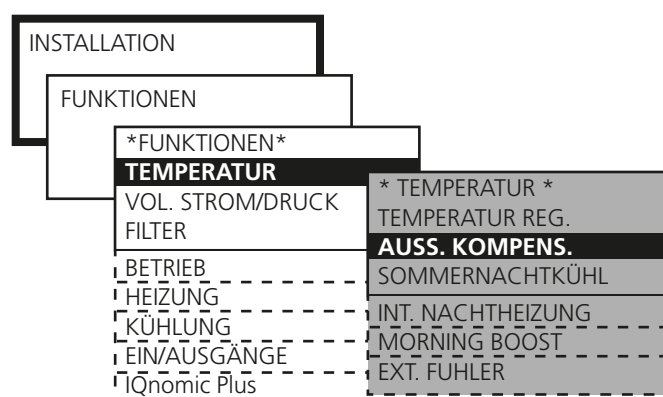 INSTALLATION
FUNKTIONEN
*FUNKTIONEN*
TEMPERATUR
VOL. STROM/DRUCK
FILTER
BETRIEB
HEIZUNG
KÜHLUNG
EIN/AUSGÄNGE
IQnomic Plus
* TEMPERATUR *
TEMPERATUR REG.
AUSS. KOMPENS.
SOMMERNACHTKÜHL
INT. NACHTHEIZUNG
MORNING BOOST
EXT. FUHLER